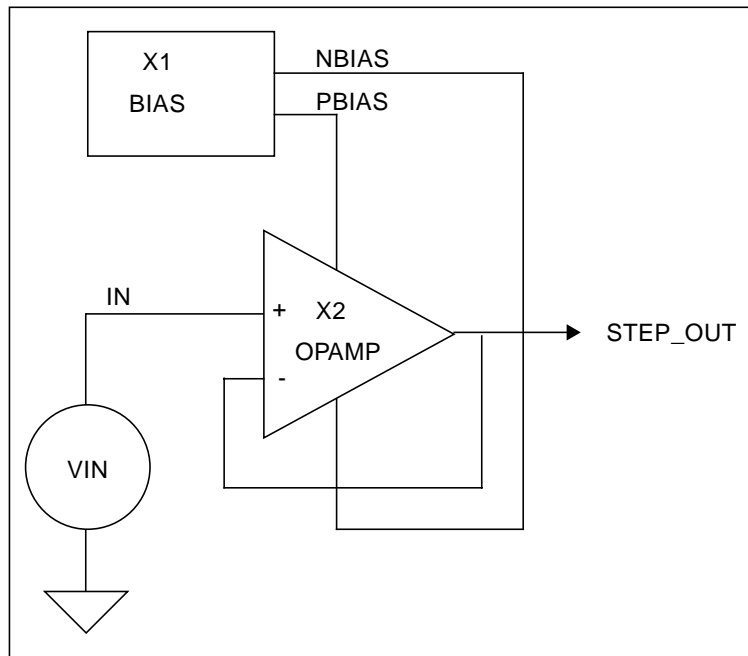 X1
BIAS
NBIAS
PBIAS
IN
+
X2
OPAMP
-
STEP_OUT
VIN